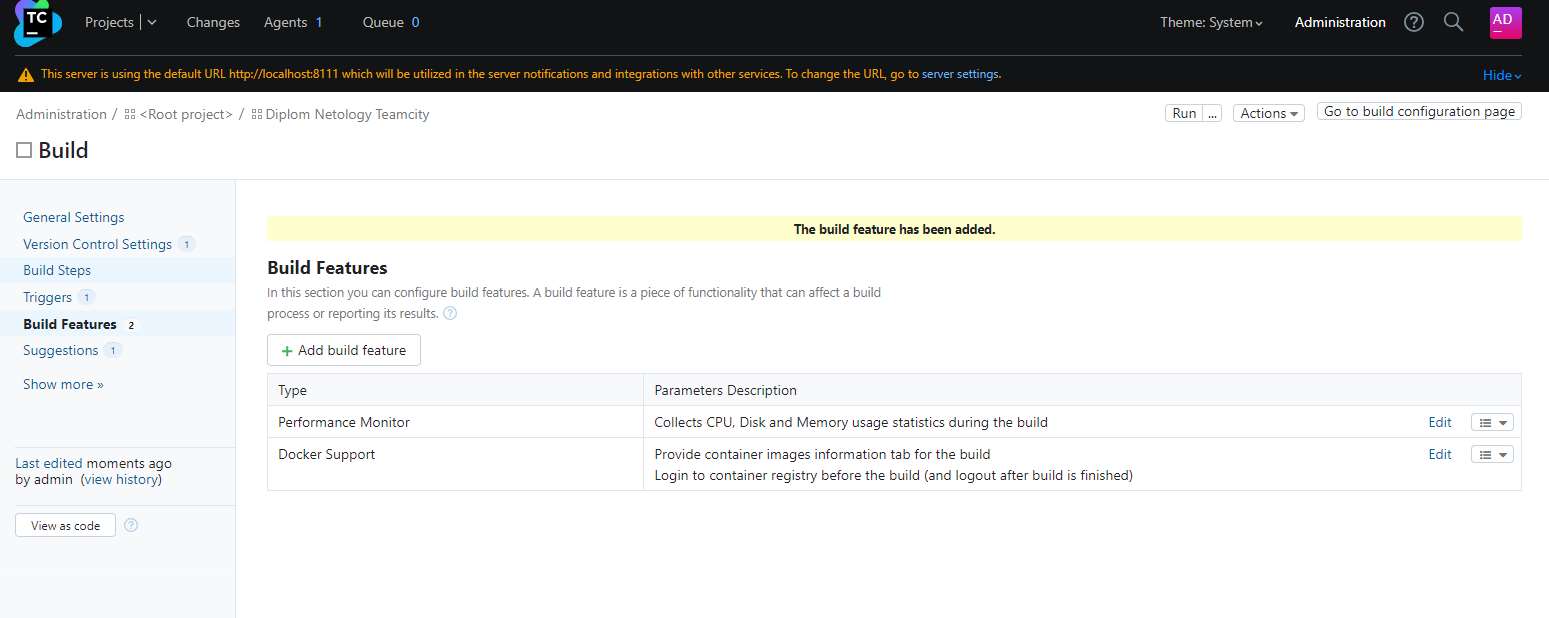 TC
Projects Changes Agents 1 Queue 0 Theme: System Administration ? AD
This server is using the default URL http://localhost:8111 which will be utilized in the server notifications and integrations with other services. To change the URL, go to server settings.
Hide
Administration / <Root project> / Diplom Netology Teamcity
Run ... Actions Go to build configuration page
Build
General Settings
Version Control Settings 1
Build Steps
Triggers 1
Build Features 2
Suggestions 1
Show more »
Last edited moments ago
by admin (view history)
View as code ?
The build feature has been added.
Build Features
In this section you can configure build features. A build feature is a piece of functionality that can affect a build
process or reporting its results. ?
+ Add build feature
Type Parameters Description
Performance Monitor Collects CPU, Disk and Memory usage statistics during the build Edit
Docker Support Provide container images information tab for the build Edit
Login to container registry before the build (and logout after build is finished)